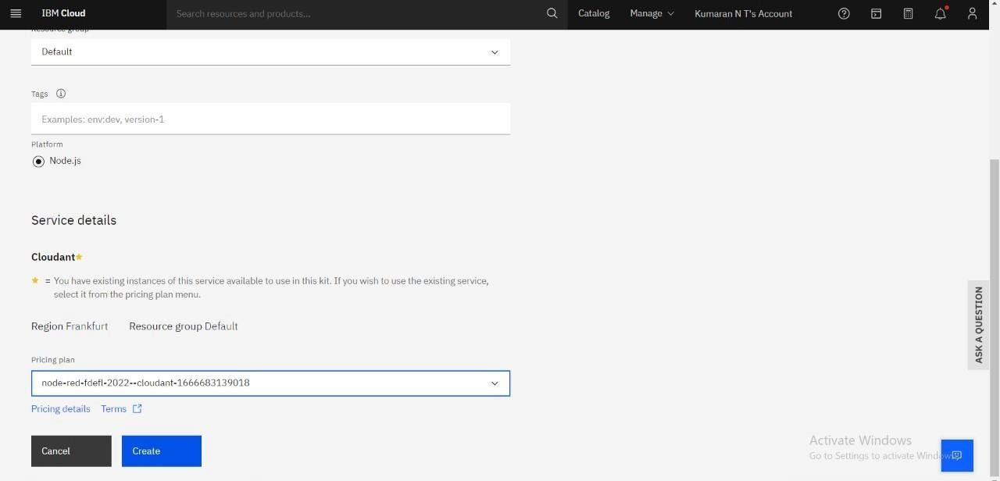 IBM Cloud
Search resources and products...
Catalog
Manage
Kumaran N T's Account
Resource group
Default
Tags
Examples: env:dev, version-1
Platform
Node.js
Service details
Cloudant
= You have existing instances of this service available to use in this kit. If you wish to use the existing service,
select it from the pricing plan menu.
Region Frankfurt Resource group Default
Pricing plan
node-red-fdefl-2022--cloudant-1666683139018
Pricing details Terms
Cancel Create
ASK A QUESTION
Activate Windows
Go to Settings to activate Window